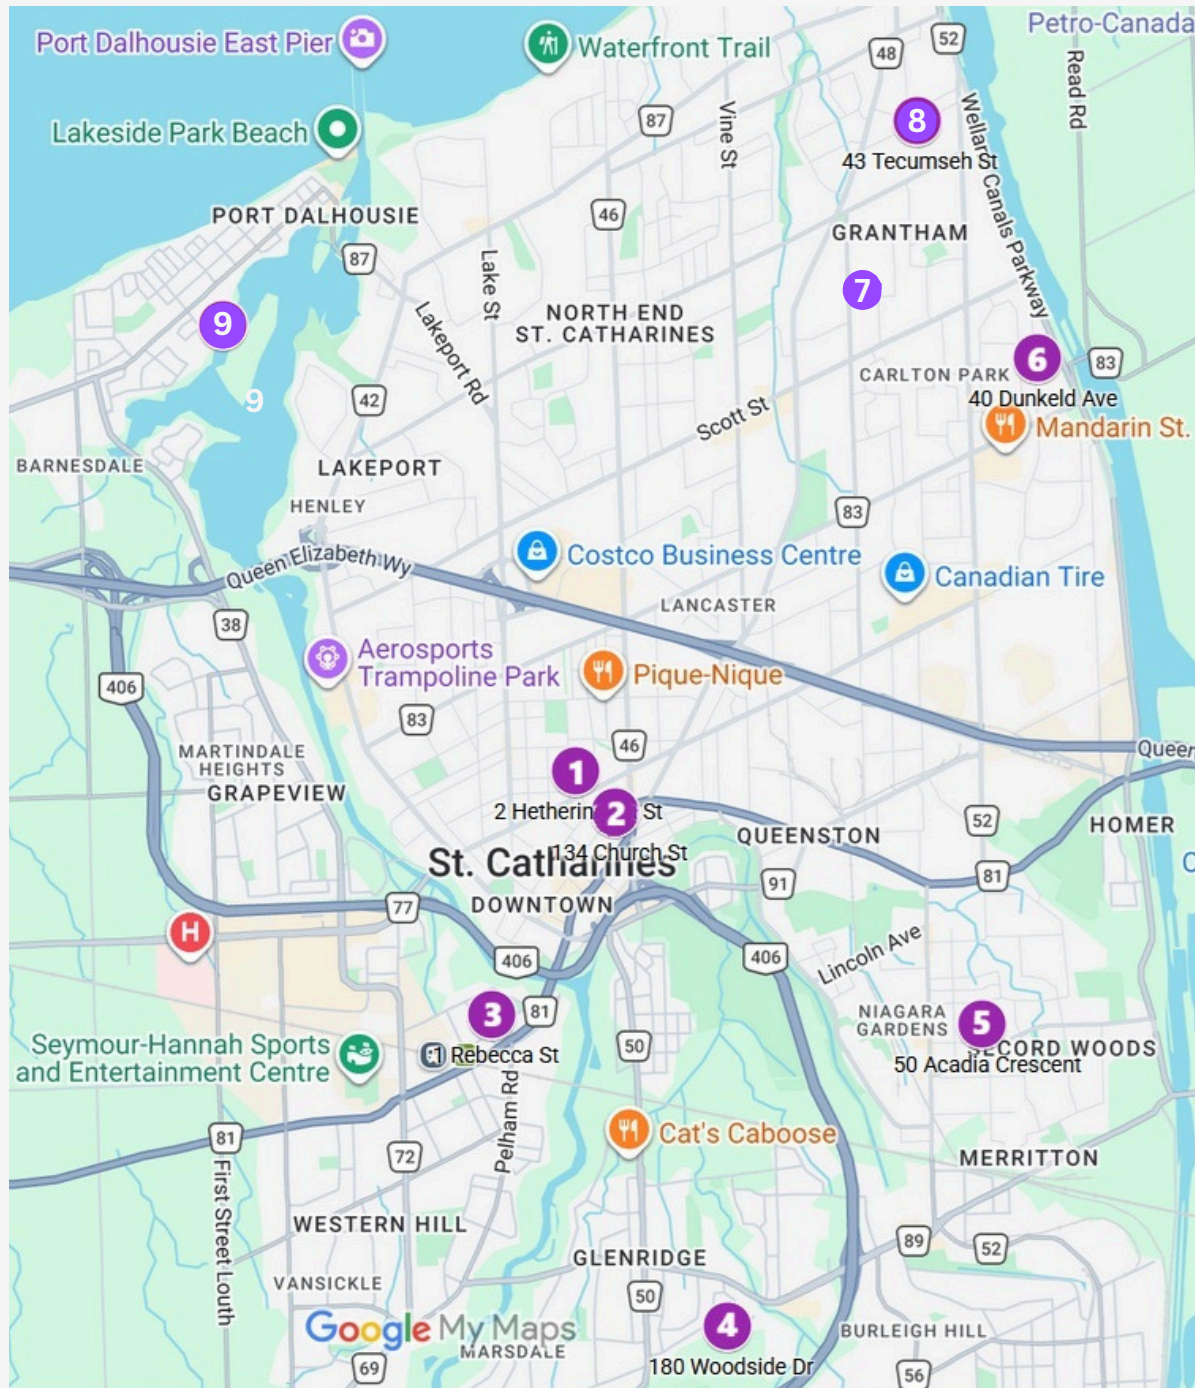 Port Dalhousie East Pier
Waterfront Trail
48
52
Petro-Canada
Read Rd
Lakeside Park Beach
87
Vine St
8
43 Tecumseh St
Welland Canals Parkway
PORT DALHOUSIE
46
GRANTHAM
87
Lake St
7
9
NORTH END
ST. CATHARINES
Lakeport Rd
6
83
CARLTON PARK
40 Dunkeld Ave
9
42
Scott St
Mandarin St.
BARNESDALE
LAKEPORT
HENLEY
83
Queen Elizabeth Wy
Costco Business Centre
Canadian Tire
LANCASTER
38
Aerosports
Trampoline Park
Pique-Nique
406
83
46
MARTINDALE
HEIGHTS
Queen
GRAPEVIEW
1
2 Hetherin St
2
134 Church St
St. Catharines
QUEENSTON
52
HOMER
81
91
77
DOWNTOWN
H
406
406
Lincoln Ave
3
81
NIAGARA
GARDENS
5
SECORD WOODS
50 Acadia Crescent
Seymour-Hannah Sports
and Entertainment Centre
1 Rebecca St
50
Pelham Rd
81
72
Cat's Caboose
MERRITTON
First Street Louth
WESTERN HILL
89
52
GLENRIDGE
VANSICKLE
50
Google My Maps
MARSDALE
4
180 Woodside Dr
BURLEIGH HILL
69
56